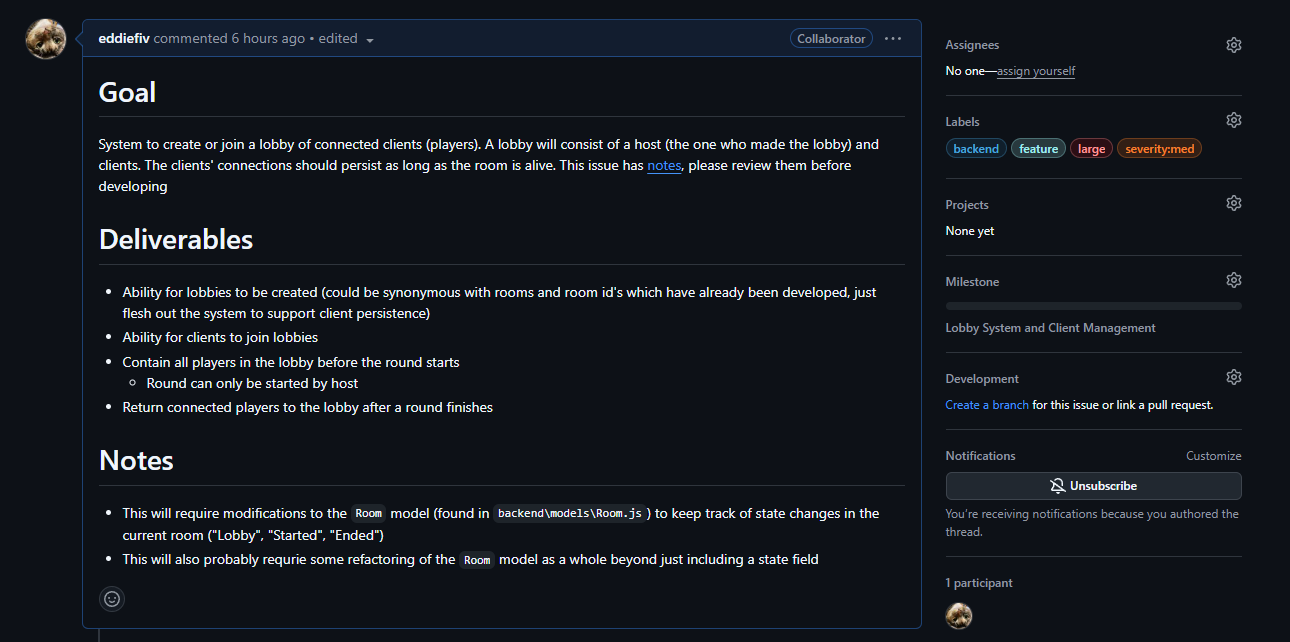 eddiefiv commented 6 hours ago • edited
Collaborator
Goal
System to create or join a lobby of connected clients (players). A lobby will consist of a host (the one who made the lobby) and
clients. The clients' connections should persist as long as the room is alive. This issue has notes, please review them before
developing
Deliverables
• Ability for lobbies to be created (could be synonymous with rooms and room id's which have already been developed, just
flesh out the system to support client persistence)
• Ability for clients to join lobbies
• Contain all players in the lobby before the round starts
◦ Round can only be started by host
• Return connected players to the lobby after a round finishes
Notes
• This will require modifications to the Room model (found in backend\models\Room.js ) to keep track of state changes in the
current room ("Lobby", "Started", "Ended")
• This will also probably requrie some refactoring of the Room model as a whole beyond just including a state field
Assignees
No one—assign yourself
Labels
backend feature large severity:med
Projects
None yet
Milestone
Lobby System and Client Management
Development
Create a branch for this issue or link a pull request.
Notifications Customize
Unsubscribe
You're receiving notifications because you authored the
thread.
1 participant